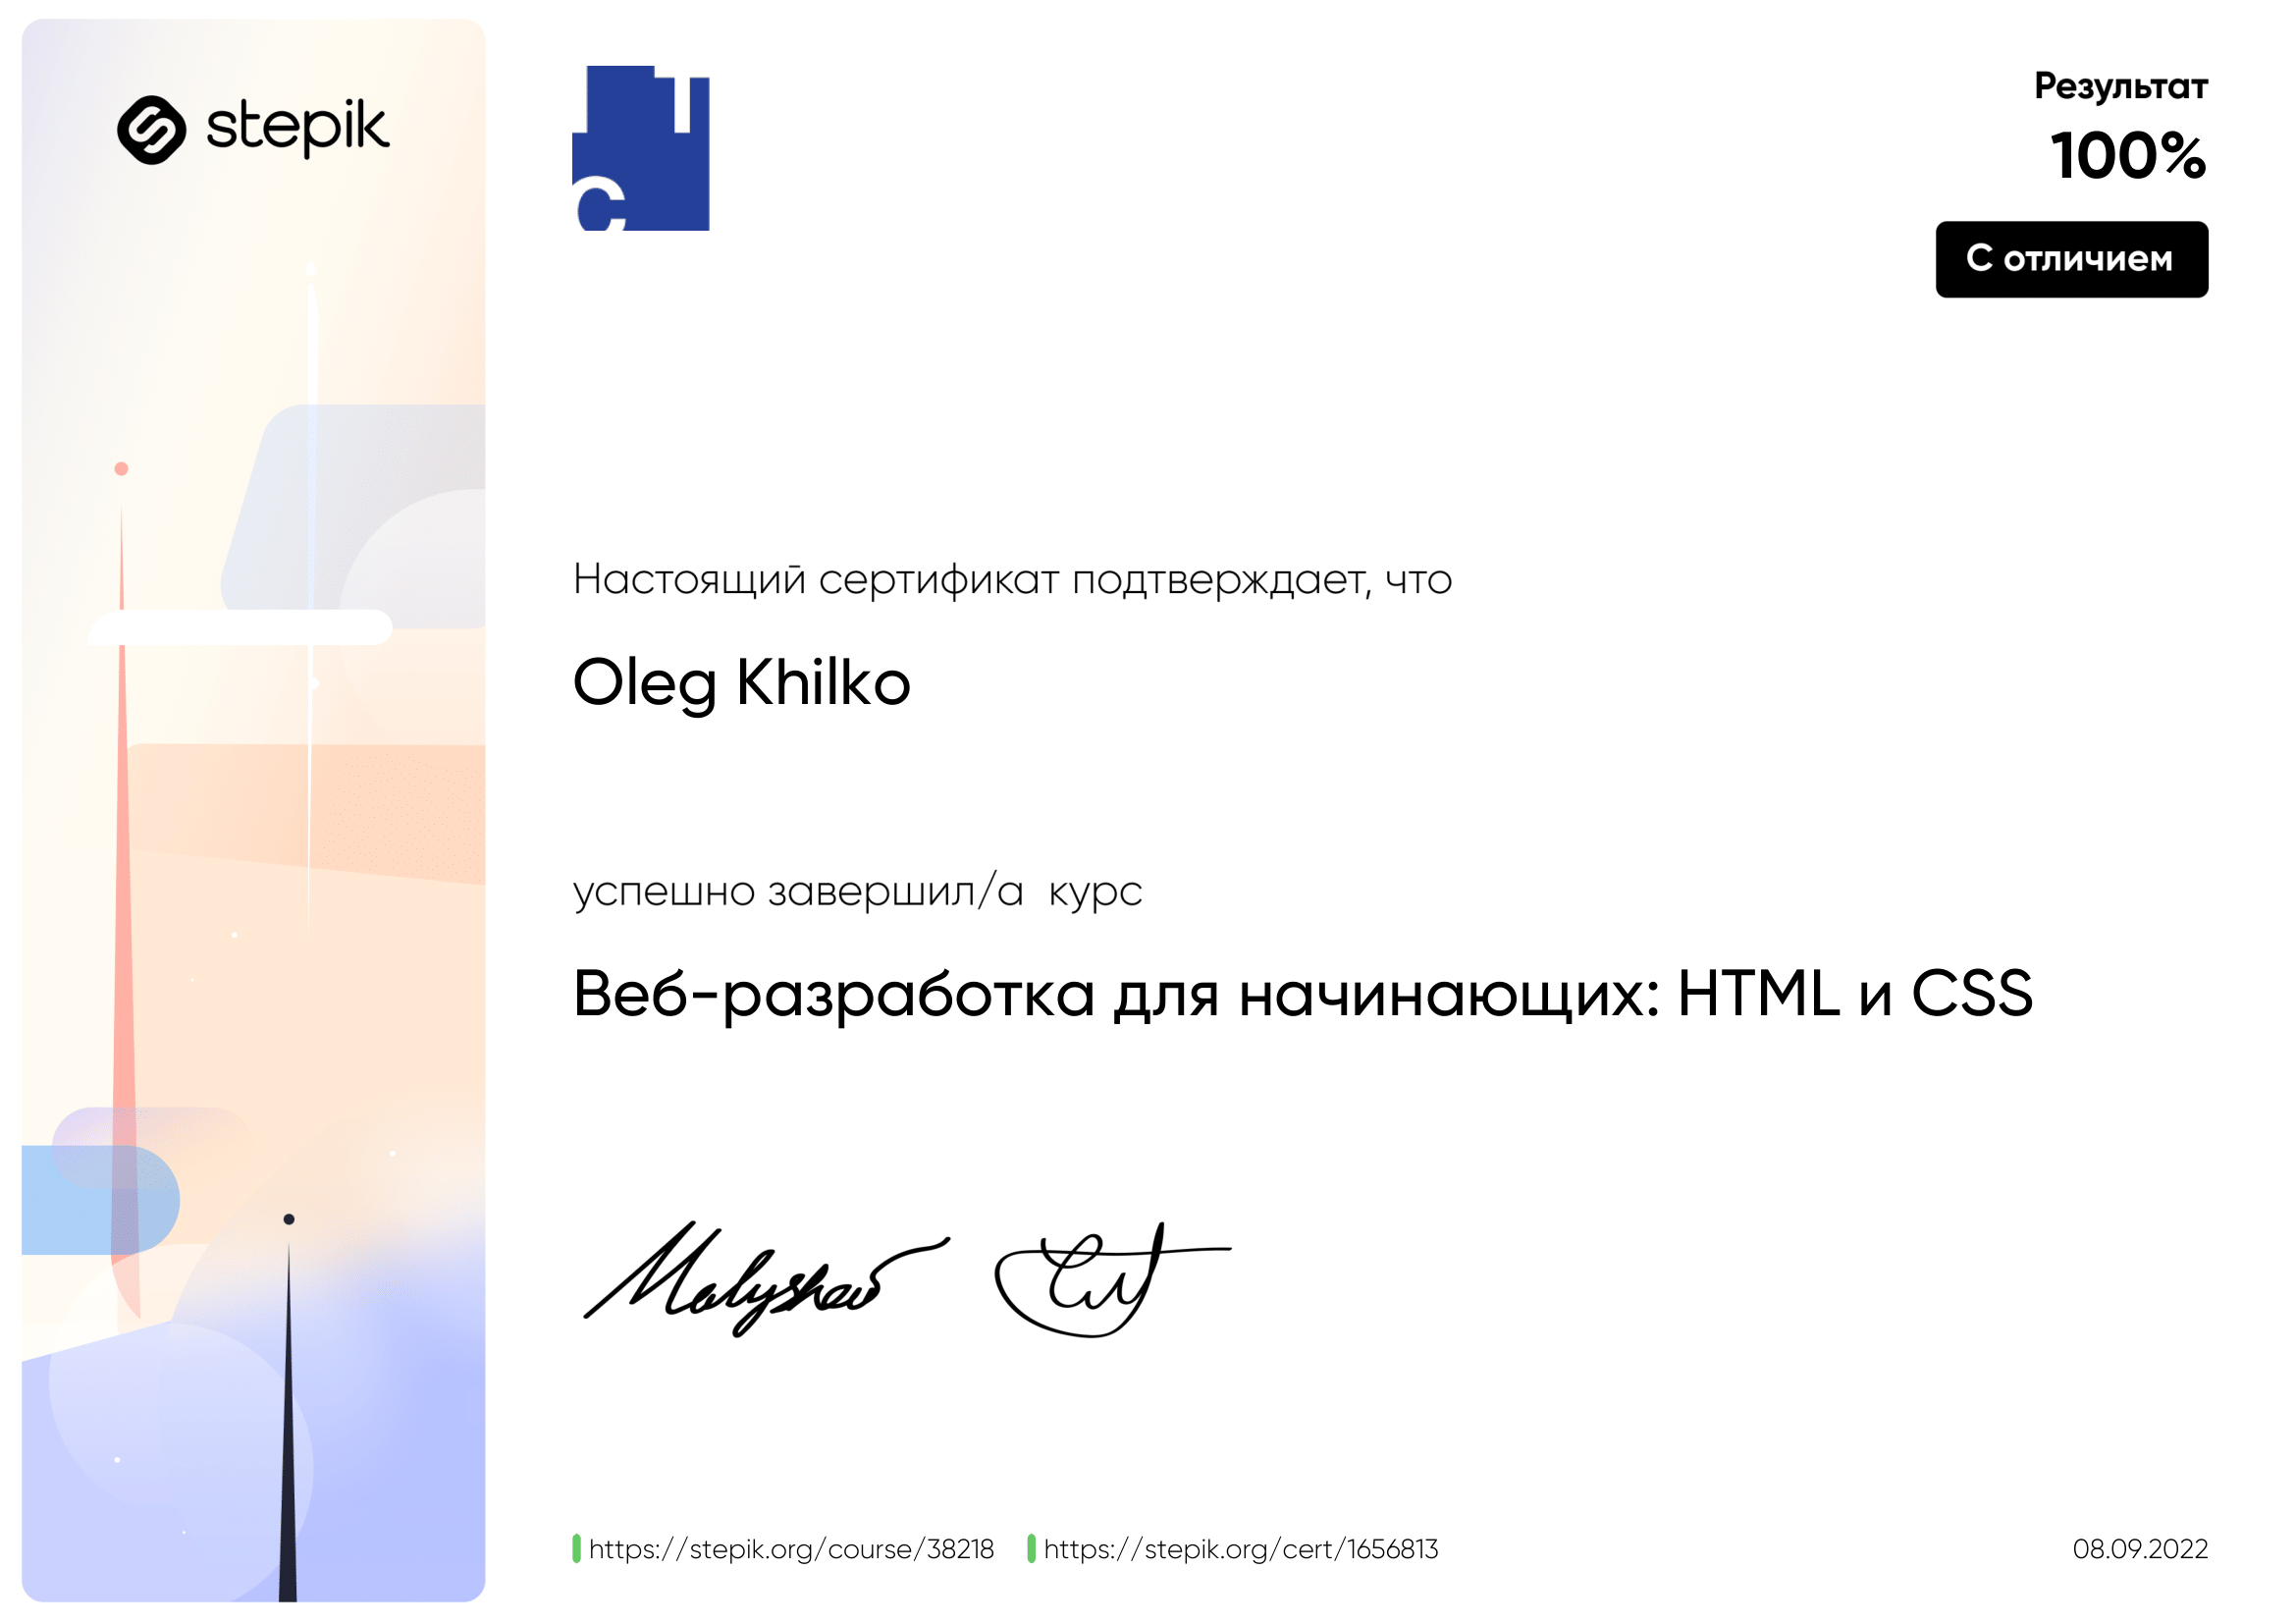 stepik
С
Результат
100%
С отличием
Настоящий сертификат подтверждает, что
Oleg Khilko
успешно завершил/а курс
Веб-разработка для начинающих: HTML и CSS
https://stepik.org/course/38218 https://stepik.org/cert/1656813
08.09.2022